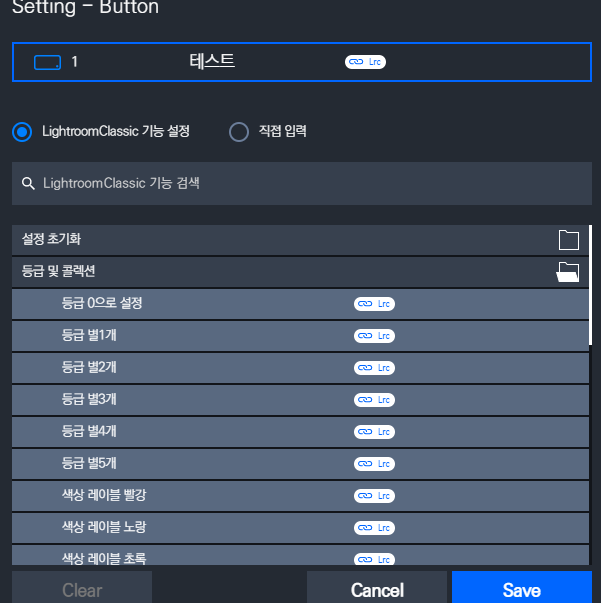 Setting - Button
1 테스트 Lrc
LightroomClassic 기능 설정 직접 입력
LightroomClassic 기능 검색
설정 초기화
등급 및 콜렉션
등급 0으로 설정 Lrc
등급 별1개 Lrc
등급 별2개 Lrc
등급 별3개 Lrc
등급 별4개 Lrc
등급 별5개 Lrc
색상 레이블 빨강 Lrc
색상 레이블 노랑 Lrc
색상 레이블 초록 Lrc
Clear Cancel Save